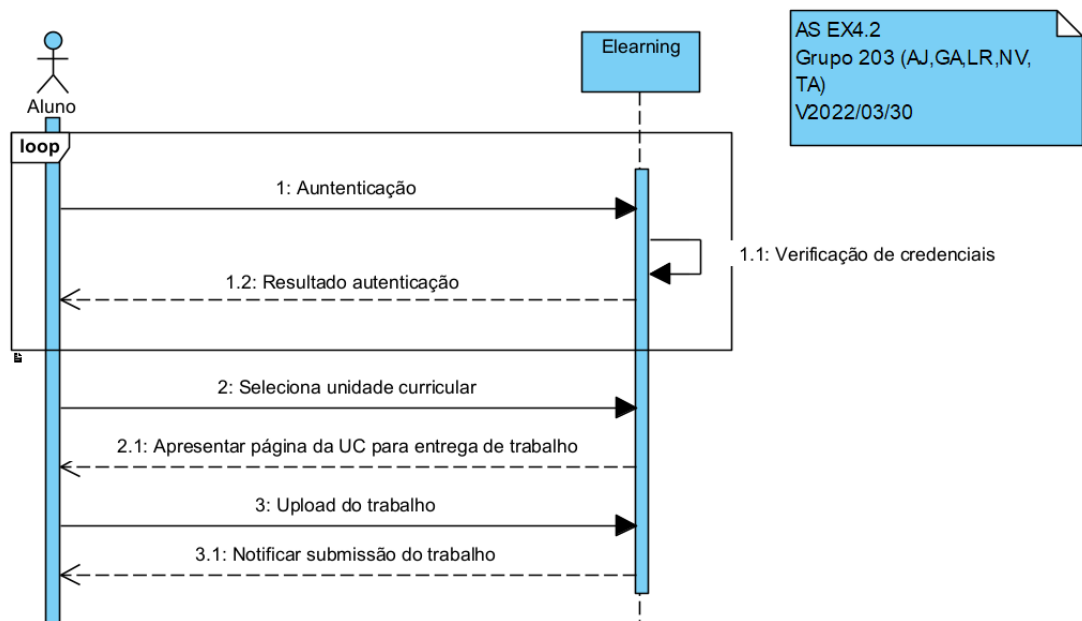 AS EX4.2
Grupo 203 (AJ,GA,LR,NV,
TA)
V2022/03/30
Elearning
Aluno
loop
1: Auntenticação
1.1: Verificação de credenciais
1.2: Resultado autenticação
2: Seleciona unidade curricular
2.1: Apresentar página da UC para entrega de trabalho
3: Upload do trabalho
3.1: Notificar submissão do trabalho